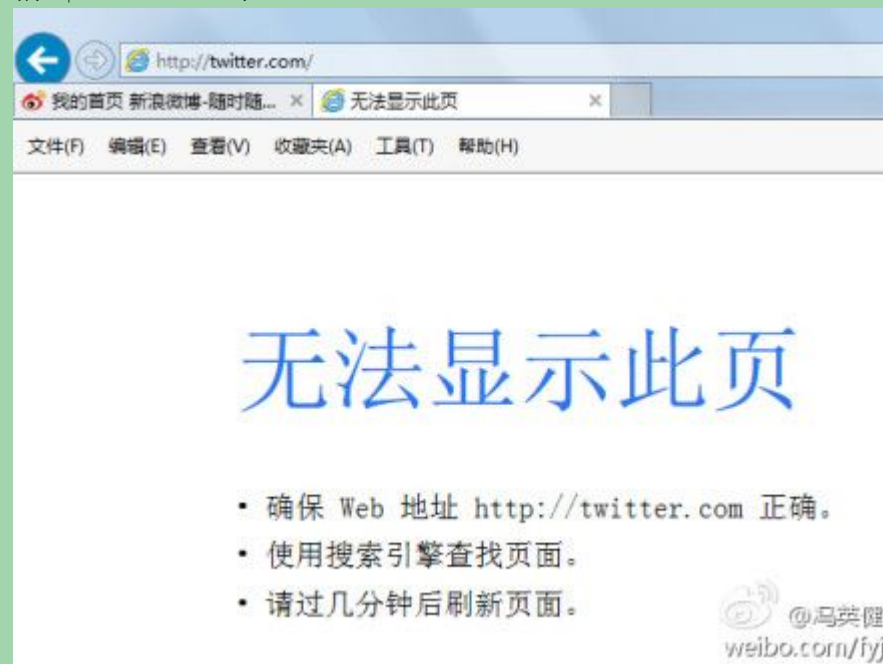 http://twitter.com/
我的首页 新浪微博-随时随...
无法显示此页
文件(F) 编辑(E) 查看(V) 收藏夹(A) 工具(T) 帮助(H)
无法显示此页
• 确保 Web 地址 http://twitter.com 正确。
• 使用搜索引擎查找页面。
• 请过几分钟后刷新页面。
@冯英健
weibo.com/fyj